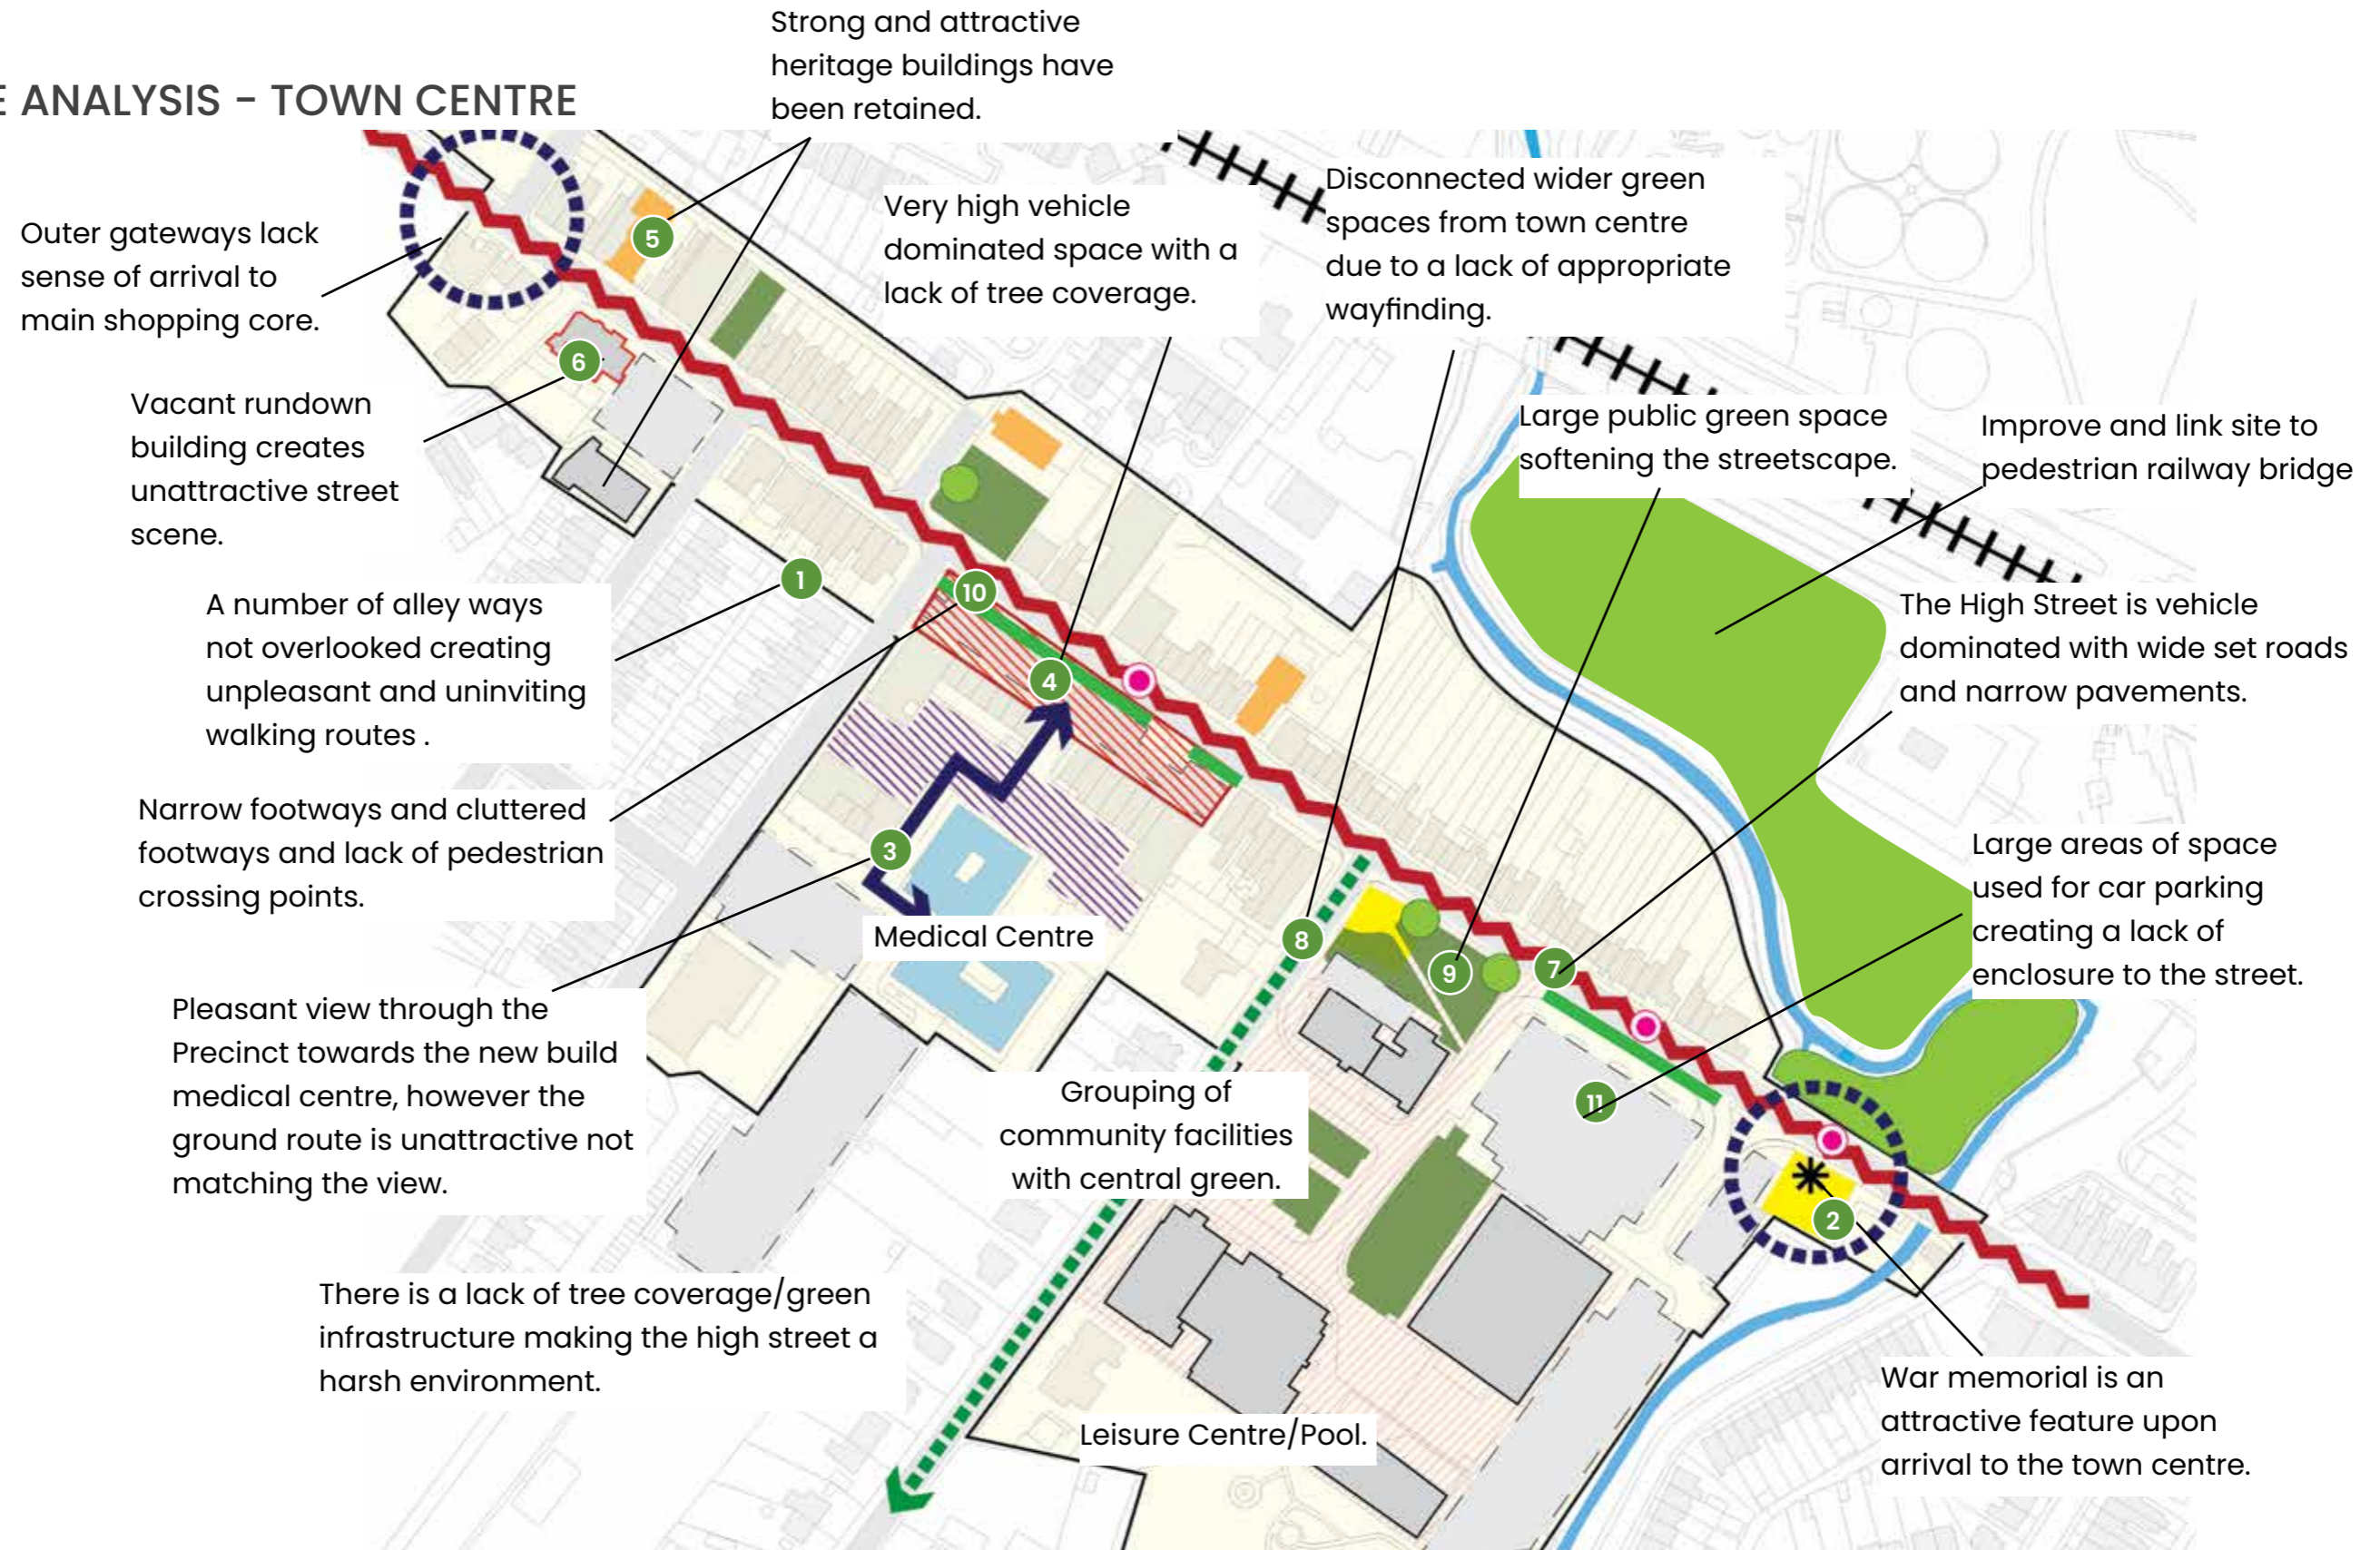 E ANALYSIS - TOWN CENTRE
Strong and attractive
heritage buildings have
been retained.
Outer gateways lack
sense of arrival to
main shopping core.
5
Very high vehicle
dominated space with a
lack of tree coverage.
Disconnected wider green
spaces from town centre
due to a lack of appropriate
wayfinding.
6
Vacant rundown
building creates
unattractive street
scene.
Large public green space
softening the streetscape.
Improve and link site to
pedestrian railway bridge
1
10
A number of alley ways
not overlooked creating
unpleasant and uninviting
walking routes .
The High Street is vehicle
dominated with wide set roads
and narrow pavements.
4
Narrow footways and cluttered
footways and lack of pedestrian
crossing points.
3
Large areas of space
used for car parking
creating a lack of
enclosure to the street.
Medical Centre
8
9
7
Pleasant view through the
Precinct towards the new build
medical centre, however the
ground route is unattractive not
matching the view.
Grouping of
community facilities
with central green.
11
2
There is a lack of tree coverage/green
infrastructure making the high street a
harsh environment.
Leisure Centre/Pool.
War memorial is an
attractive feature upon
arrival to the town centre.